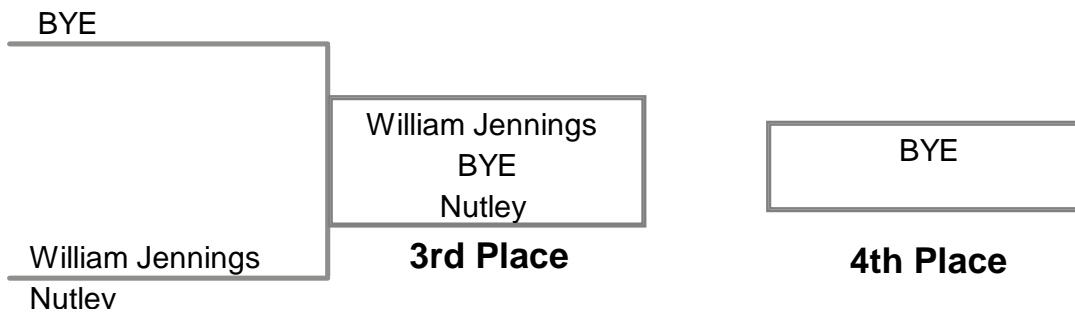 BYE
William Jennings
BYE
Nutley
3rd Place
BYE
4th Place
William Jennings
Nutley